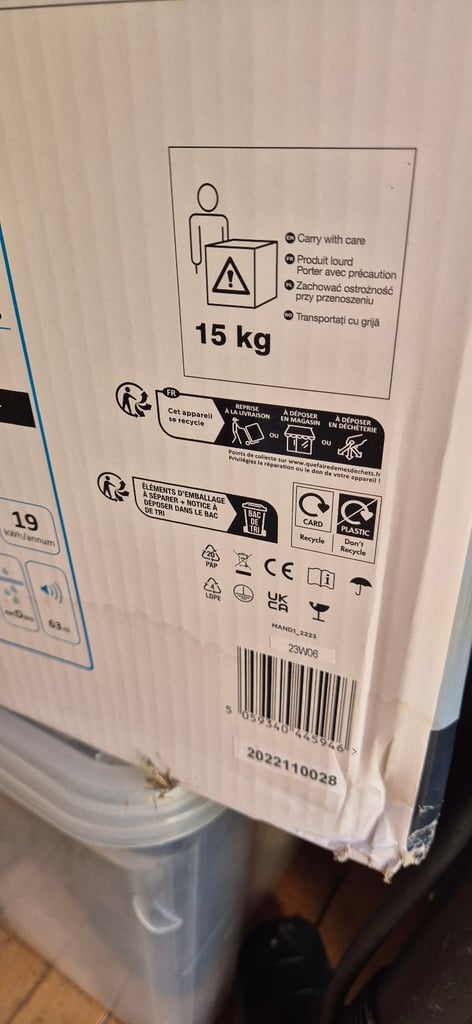 EN Carry with care
FR Produit lourd
Porter avec précaution
PL Zachować ostrożność
przy przenoszeniu
RO Transportați cu grijă
15 kg
FR
Cet appareil
se recycle
REPRISE
À LA LIVRAISON
OU
À DÉPOSER
EN MAGASIN
OU
À DÉPOSER
EN DÉCHÈTERIE
Points de collecte sur www.quefairedemesdechets.fr
Privilégiez la réparation ou le don de votre appareil !
ÉLÉMENTS D'EMBALLAGE
À SÉPARER + NOTICE À
DÉPOSER DANS LE BAC
DE TRI
BAC
DE
TRI
CARD
Recycle
PLASTIC
Don't
Recycle
19
kWh/annum
63 dB
20
PAP
CE
4
LDPE
UK
CA
MAND1_2223
23W06
5 059340 445946
2022110028